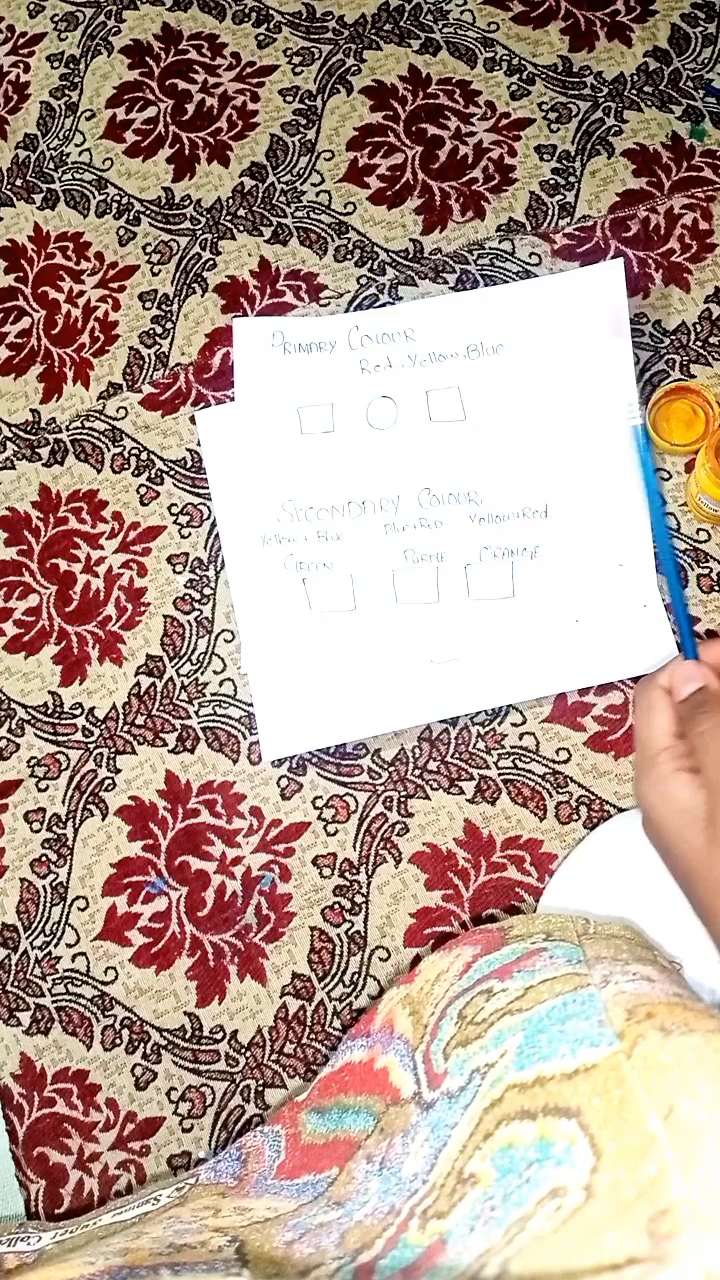 PRIMARY COLOUR
Red, Yellow, Blue
SECONDARY COLOUR
Yellow+Blue Blue+Red Yellow+Red
GREEN PURPLE ORANGE